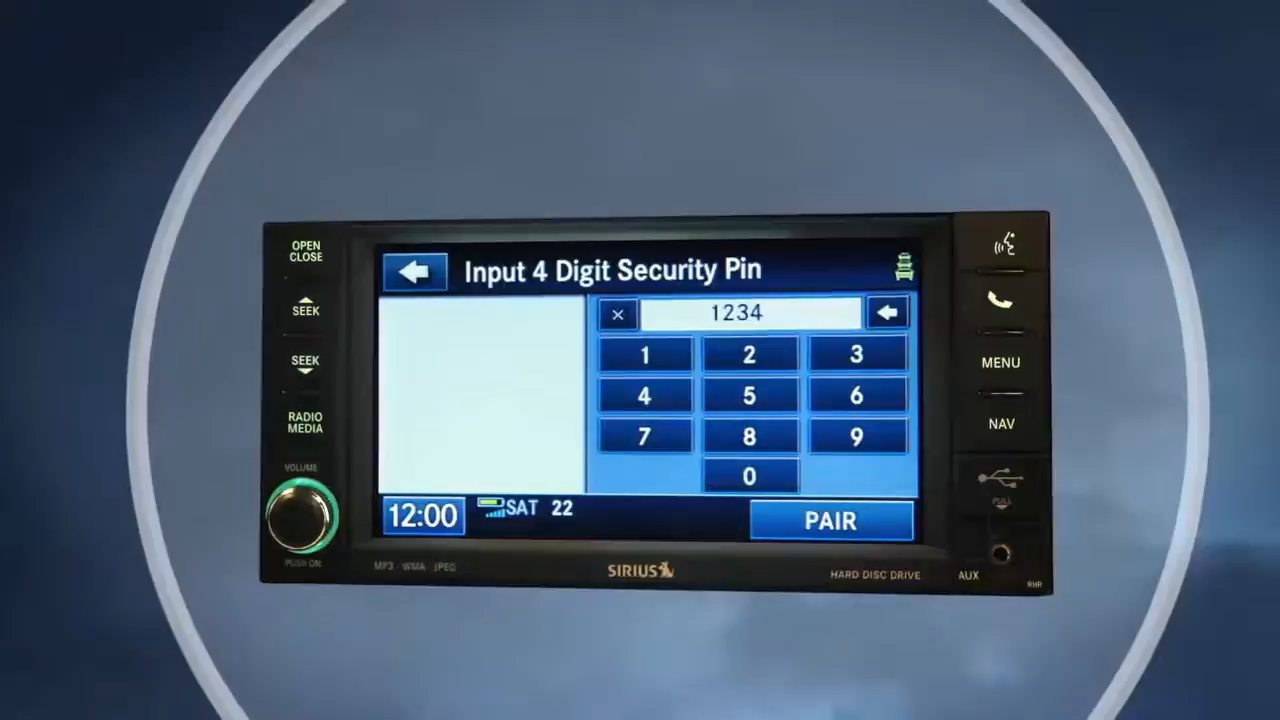 OPEN
CLOSE
SEEK
SEEK
RADIO
MEDIA
VOLUME
PUSH ON
Input 4 Digit Security Pin
×
1234
1
2
3
4
5
6
7
8
9
0
12:00
SAT 22
PAIR
MP3 WMA JPEG
SIRIUS
HARD DISC DRIVE
MENU
NAV
PULL
AUX
RHR